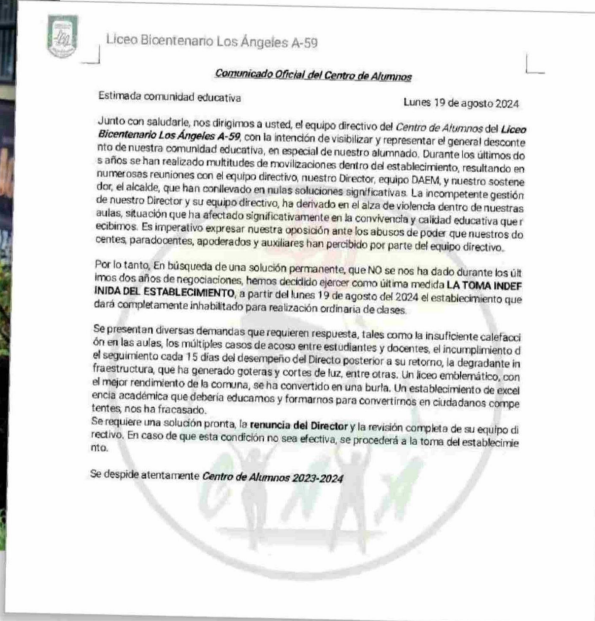 Liceo Bicentenario Los Ángeles A-59
Comunicado Oficial del Centro de Alumnos
Estimada comunidad educativa
Lunes 19 de agosto 2024
Junto con saludarle, nos dirigimos a usted, el equipo directivo del Centro de Alumnos del Liceo
Bicentenario Los Ángeles A-59, con la intención de visibilizar y representar el general desconte
nto de nuestra comunidad educativa, en especial de nuestro alumnado. Durante los últimos do
s años se han realizado multitudes de movilizaciones dentro del establecimiento, resultando en
numerosas reuniones con el equipo directivo, nuestro Director, equipo DAEM, y nuestro sostene
dor, el alcalde, que han conllevado en nulas soluciones significativas. La incompetente gestión
de nuestro Director y su equipo directivo, ha derivado en el alza de violencia dentro de nuestras
aulas, situación que ha afectado significativamente en la convivencia y calidad educativa que r
ecibimos. Es imperativo expresar nuestra oposición ante los abusos de poder que nuestros do
centes, paradocentes, apoderados y auxiliares han percibido por parte del equipo directivo.
Por lo tanto, En búsqueda de una solución permanente, que NO se nos ha dado durante los últ
imos dos años de negociaciones, hemos decidido ejercer como última medida LA TOMA INDEF
INIDA DEL ESTABLECIMIENTO, a partir del lunes 19 de agosto del 2024 el establecimiento que
dará completamente inhabilitado para realización ordinaria de clases.
Se presentan diversas demandas que requieren respuesta, tales como la insuficiente calefacci
ón en las aulas, los múltiples casos de acoso entre estudiantes y docentes, el incumplimiento d
el seguimiento cada 15 días del desempeño del Directo posterior a su retorno, la degradante in
fraestructura, que ha generado goteras y cortes de luz, entre otras. Un liceo emblemático, con
el mejor rendimiento de la comuna, se ha convertido en una burla. Un establecimiento de excel
encia académica que debería educarnos y formarnos para convertirnos en ciudadanos compe
tentes, nos ha fracasado.
Se requiere una solución pronta, la renuncia del Director y la revisión completa de su equipo di
rectivo. En caso de que esta condición no sea efectiva, se procederá a la toma del establecimie
nto.
Se despide atentamente Centro de Alumnos 2023-2024